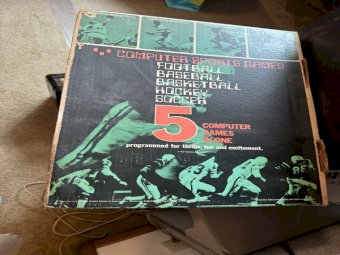 COMPUTER SPORTS GAMES
FOOTBALL
BASEBALL
BASKETBALL
HOCKEY
SOCCER
5
COMPUTER
GAMES
IN ONE
programmed for thrills, fun and excitement.